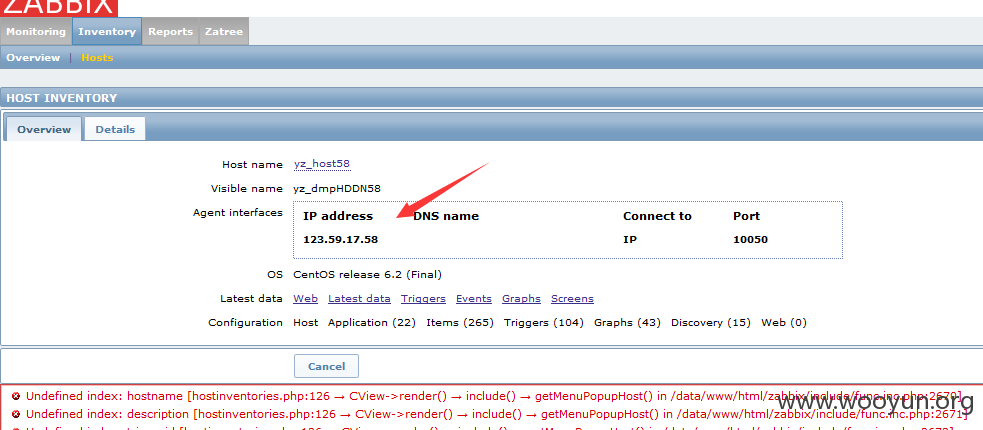 ZABBIX
Monitoring Inventory Reports Zatree
Overview | Hosts
HOST INVENTORY
Overview Details
Host name yz_host58
Visible name yz_dmpHDDN58
Agent interfaces IP address DNS name Connect to Port
123.59.17.58 IP 10050
OS CentOS release 6.2 (Final)
Latest data Web Latest data Triggers Events Graphs Screens
Configuration Host Application (22) Items (265) Triggers (104) Graphs (43) Discovery (15) Web (0)
Cancel
Undefined index: hostname [hostinventories.php:126 → CView->render() → include() → getMenuPopupHost() in /data/www/html/zabbix/include/func.inc.php:2670]
Undefined index: description [hostinventories.php:126 → CView->render() → include() → getMenuPopupHost() in /data/www/html/zabbix/include/func.inc.php:2671]
www.wooyun.org